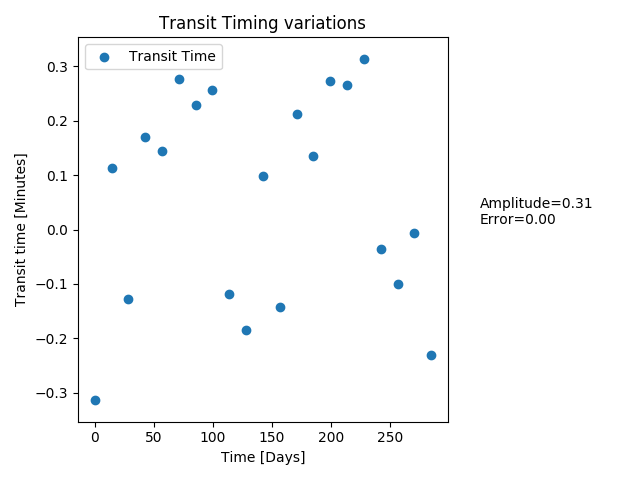 Transit Timing variations
Transit Time
Transit time [Minutes]
0.3
0.2
0.1
0.0
−0.1
−0.2
−0.3
0
50
100
150
200
250
Time [Days]
Amplitude=0.31
Error=0.00